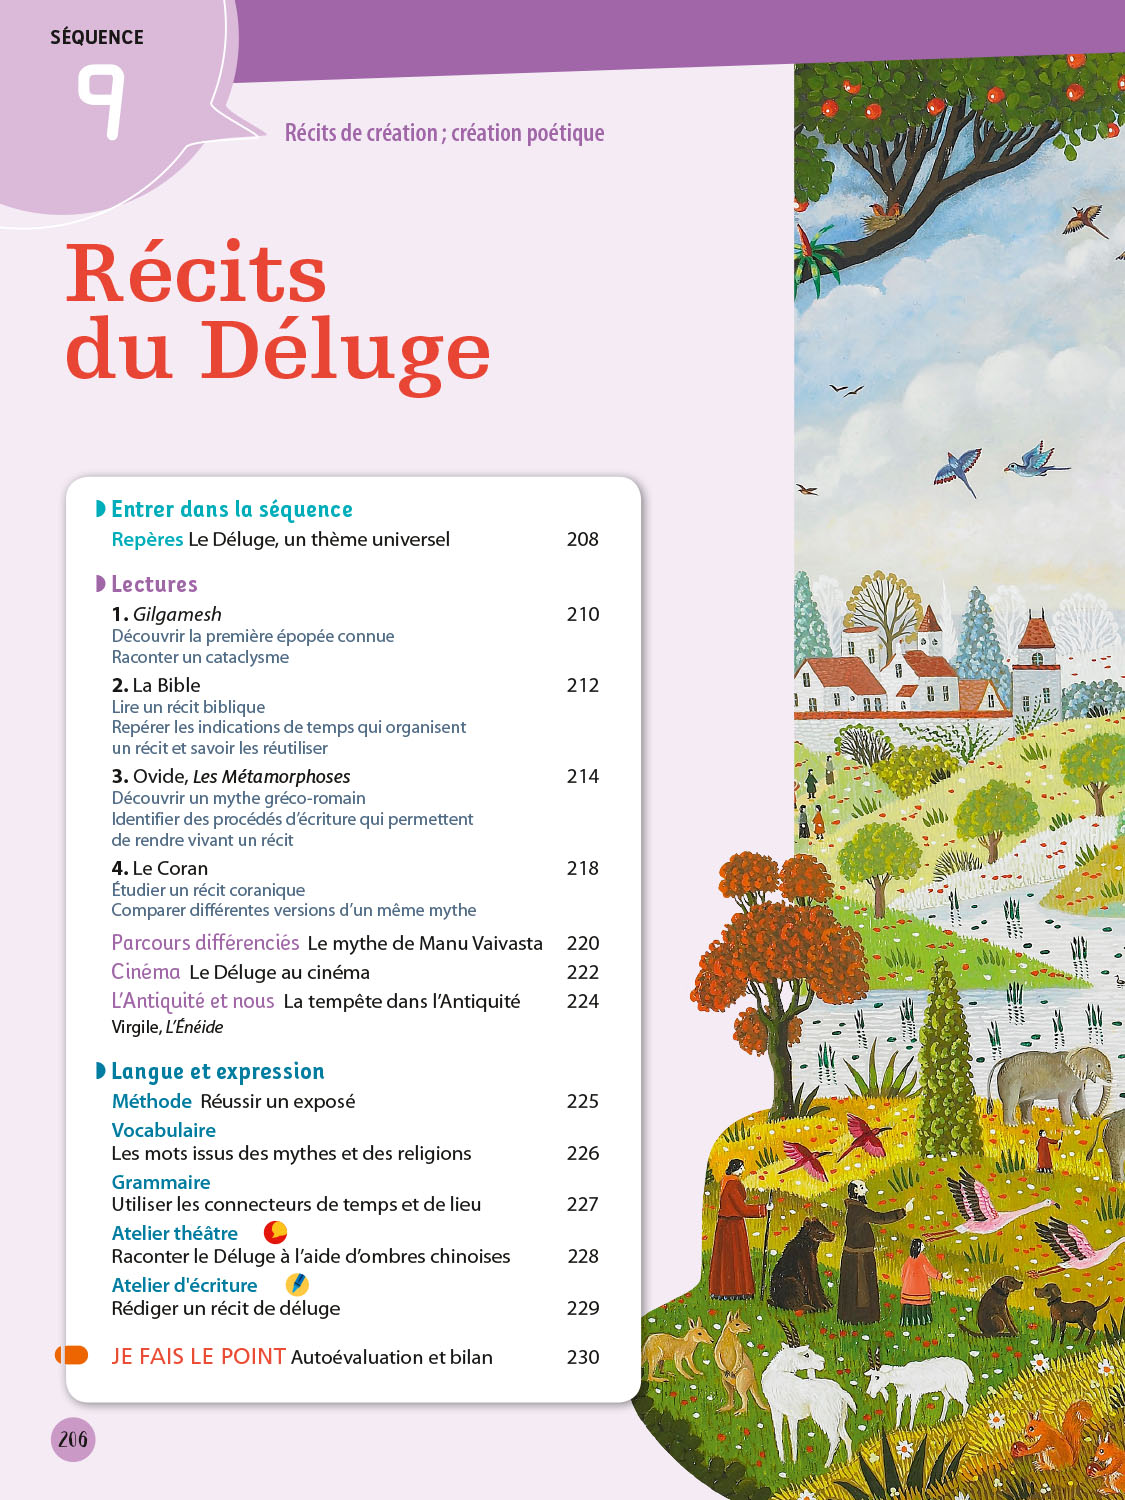 SÉQUENCE
9
Récits de création ; création poétique
Récits
du Déluge
Entrer dans la séquence
Repères Le Déluge, un thème universel 208
Lectures
1. Gilgamesh 210
Découvrir la première épopée connue
Raconter un cataclysme
2. La Bible 212
Lire un récit biblique
Repérer les indications de temps qui organisent
un récit et savoir les réutiliser
3. Ovide, Les Métamorphoses 214
Découvrir un mythe gréco-romain
Identifier des procédés d’écriture qui permettent
de rendre vivant un récit
4. Le Coran 218
Étudier un récit coranique
Comparer différentes versions d’un même mythe
Parcours différenciés Le mythe de Manu Vaivasta 220
Cinéma Le Déluge au cinéma 222
L’Antiquité et nous La tempête dans l’Antiquité 224
Virgile, L’Énéide
Langue et expression
Méthode Réussir un exposé 225
Vocabulaire
Les mots issus des mythes et des religions 226
Grammaire
Utiliser les connecteurs de temps et de lieu 227
Atelier théâtre
Raconter le Déluge à l’aide d’ombres chinoises 228
Atelier d'écriture
Rédiger un récit de déluge 229
JE FAIS LE POINT Autoévaluation et bilan 230
206